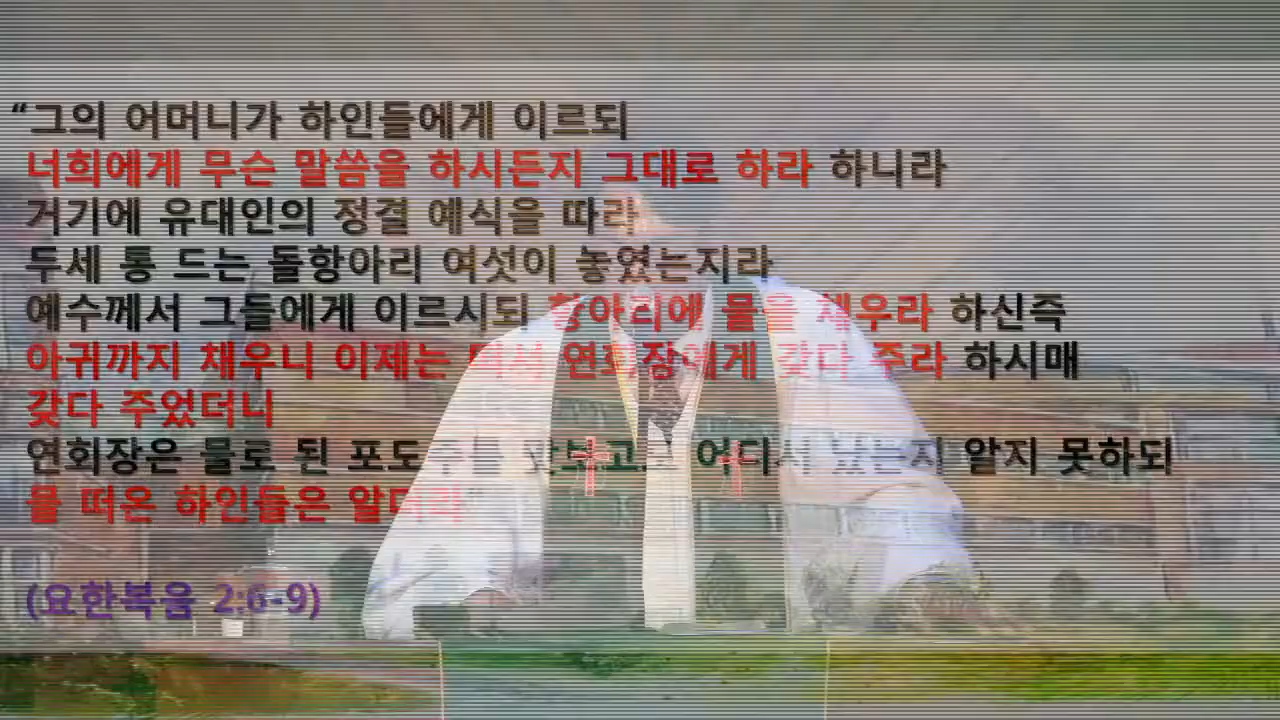 “그의 어머니가 하인들에게 이르되
너희에게 무슨 말씀을 하시든지 그대로 하라 하니라
거기에 유대인의 정결 예식을 따라
두세 통 드는 돌항아리 여섯이 놓였는지라
예수께서 그들에게 이르시되 항아리에 물을 채우라 하신즉
아귀까지 채우니 이제는 떠서 연회장에게 갖다 주라 하시매
갖다 주었더니
연회장은 물로 된 포도주를 맛보고도 어디서 났는지 알지 못하되
물 떠온 하인들은 알더라”
(요한복음 2:6-9)